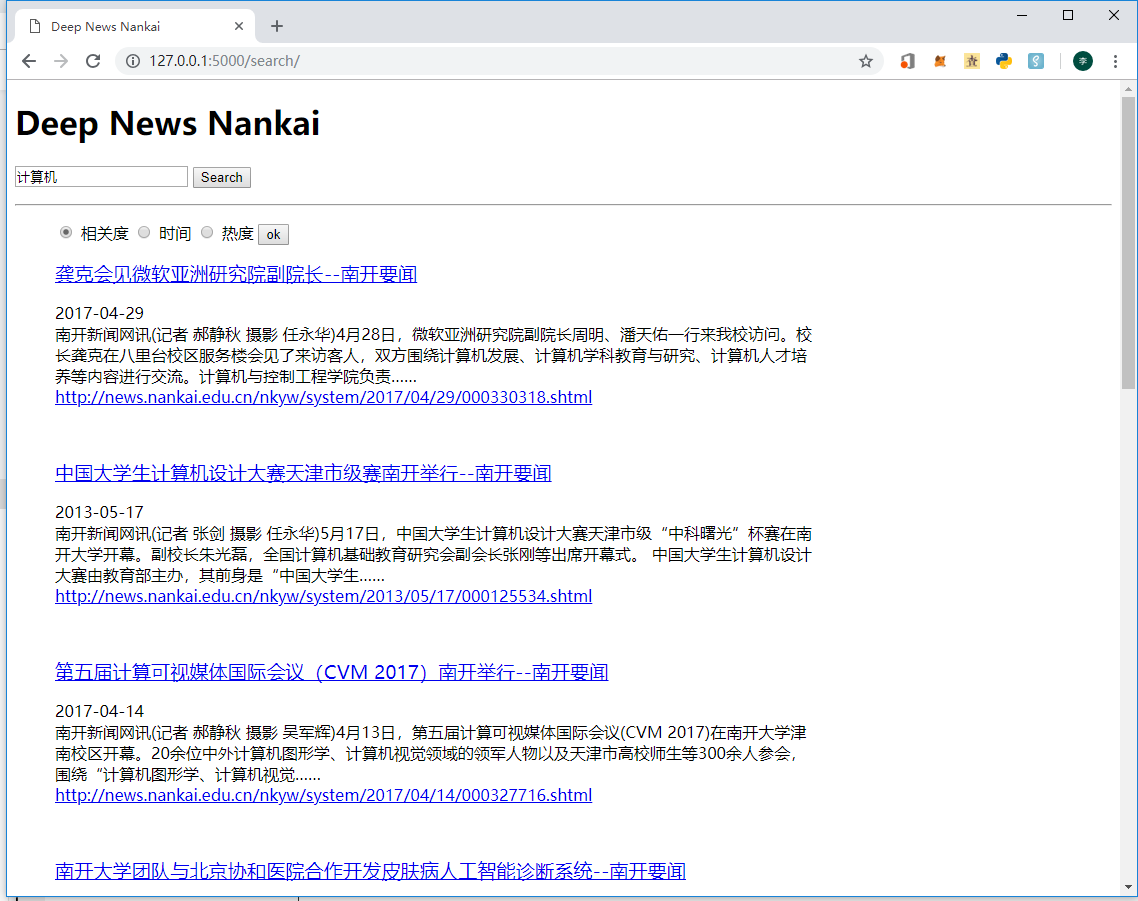 Deep News Nankai
127.0.0.1:5000/search/
李
Deep News Nankai
计算机 Search
相关度 时间 热度 ok
龚克会见微软亚洲研究院副院长--南开要闻
2017-04-29
南开新闻网讯(记者 郝静秋 摄影 任永华)4月28日，微软亚洲研究院副院长周明、潘天佑一行来我校访问。校
长龚克在八里台校区服务楼会见了来访客人，双方围绕计算机发展、计算机学科教育与研究、计算机人才培
养等内容进行交流。计算机与控制工程学院负责......
http://news.nankai.edu.cn/nkyw/system/2017/04/29/000330318.shtml
中国大学生计算机设计大赛天津市级赛南开举行--南开要闻
2013-05-17
南开新闻网讯(记者 张剑 摄影 任永华)5月17日，中国大学生计算机设计大赛天津市级“中科曙光”杯赛在南
开大学开幕。副校长朱光磊，全国计算机基础教育研究会副会长张刚等出席开幕式。 中国大学生计算机设计
大赛由教育部主办，其前身是“中国大学生......
http://news.nankai.edu.cn/nkyw/system/2013/05/17/000125534.shtml
第五届计算可视媒体国际会议（CVM 2017）南开举行--南开要闻
2017-04-14
南开新闻网讯(记者 郝静秋 摄影 吴军辉)4月13日，第五届计算可视媒体国际会议(CVM 2017)在南开大学津
南校区开幕。20余位中外计算机图形学、计算机视觉领域的领军人物以及天津市高校师生等300余人参会，
围绕“计算机图形学、计算机视觉......
http://news.nankai.edu.cn/nkyw/system/2017/04/14/000327716.shtml
南开大学团队与北京协和医院合作开发皮肤病人工智能诊断系统--南开要闻